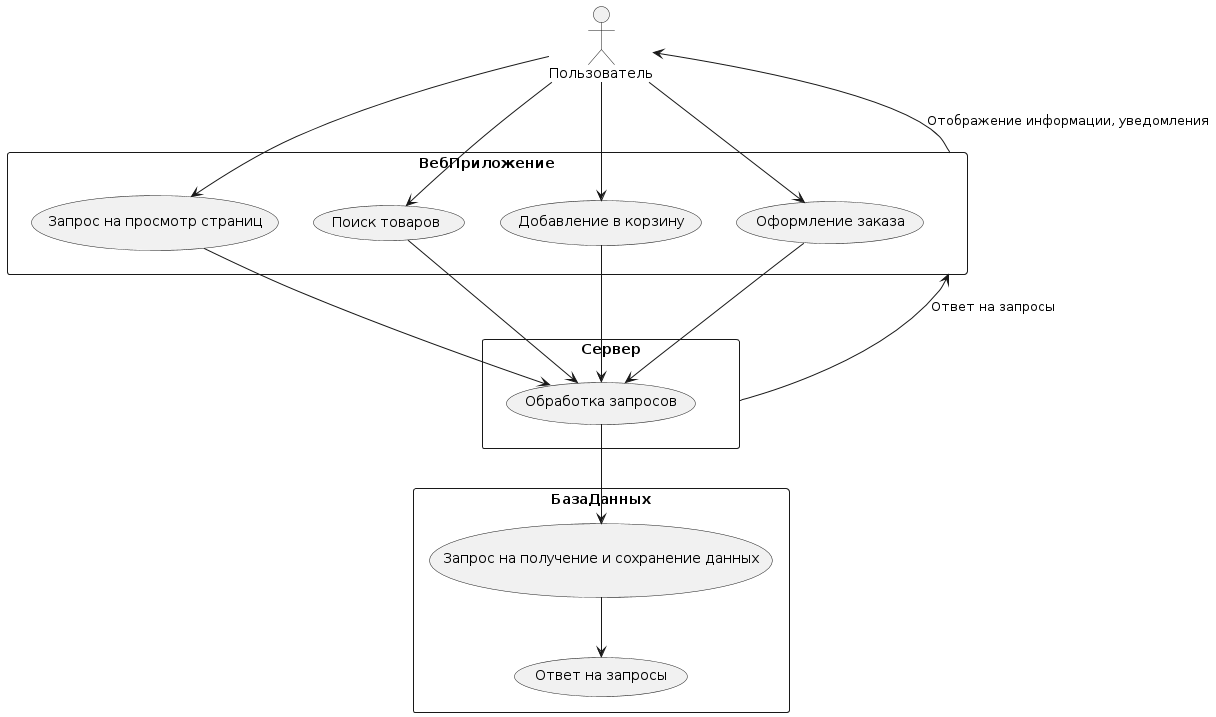 Пользователь
Отображение информации, уведомления
ВебПриложение
Запрос на просмотр страниц
Поиск товаров
Добавление в корзину
Оформление заказа
Ответ на запросы
Сервер
Обработка запросов
БазаДанных
Запрос на получение и сохранение данных
Ответ на запросы